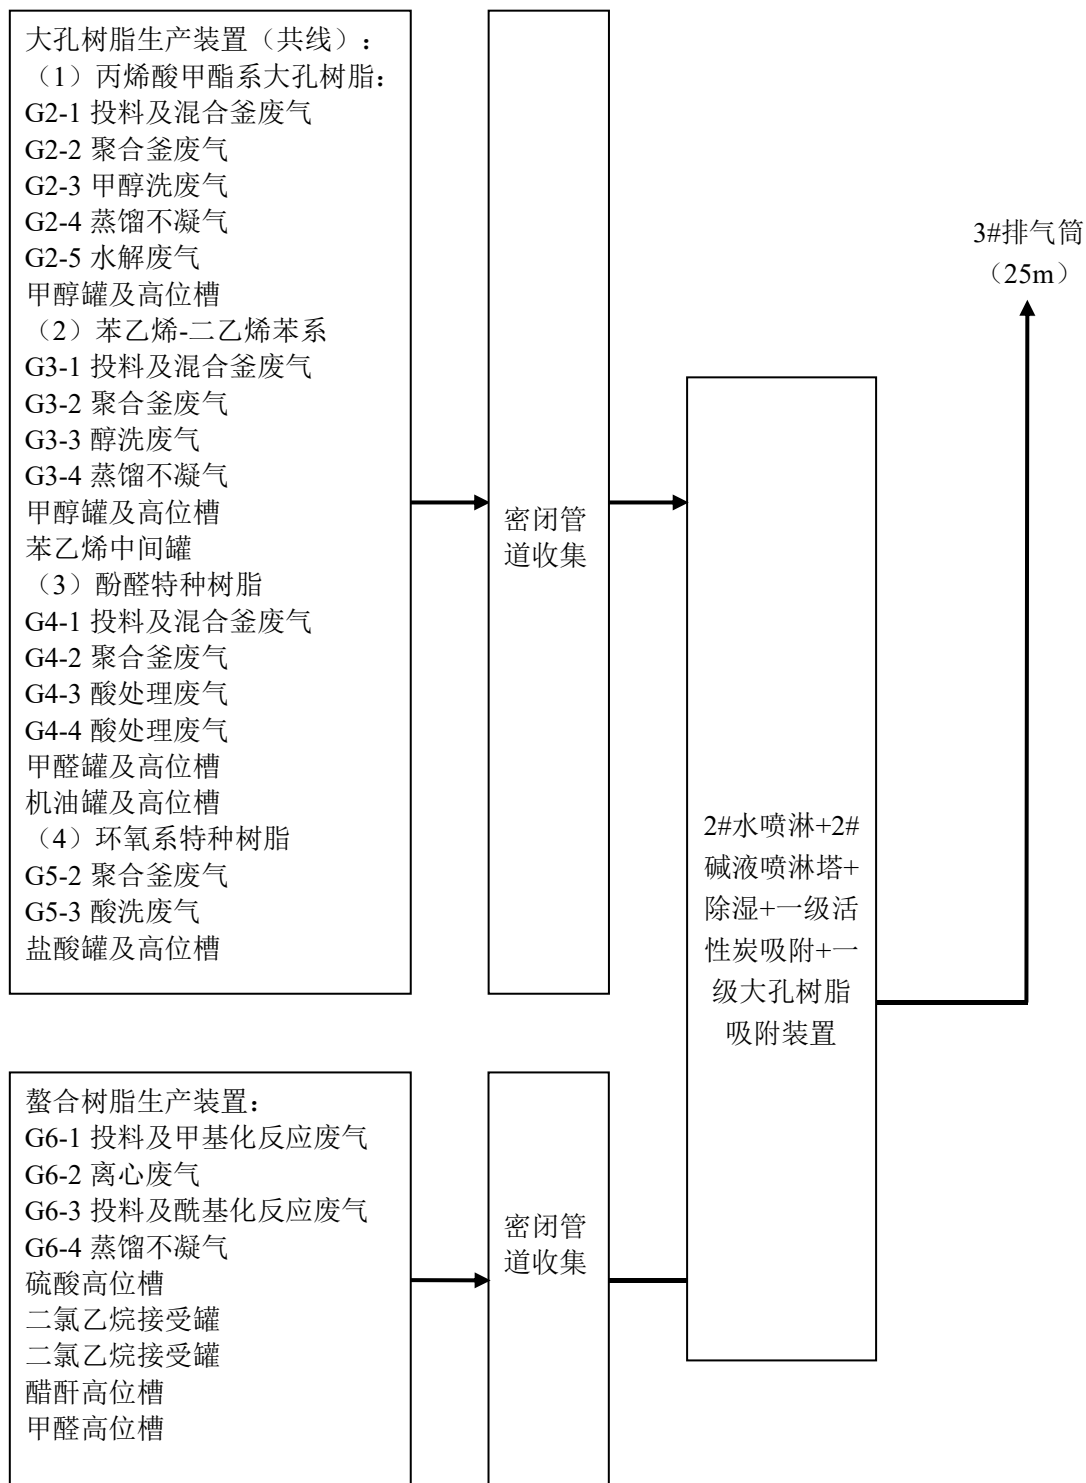 大孔树脂生产装置（共线）：
（1）丙烯酸甲酯系大孔树脂：
G2-1 投料及混合釜废气
G2-2 聚合釜废气
G2-3 甲醇洗废气
G2-4 蒸馏不凝气
G2-5 水解废气
甲醇罐及高位槽
（2）苯乙烯-二乙烯苯系
G3-1 投料及混合釜废气
G3-2 聚合釜废气
G3-3 醇洗废气
G3-4 蒸馏不凝气
甲醇罐及高位槽
苯乙烯中间罐
（3）酚醛特种树脂
G4-1 投料及混合釜废气
G4-2 聚合釜废气
G4-3 酸处理废气
G4-4 酸处理废气
甲醛罐及高位槽
机油罐及高位槽
（4）环氧系特种树脂
G5-2 聚合釜废气
G5-3 酸洗废气
盐酸罐及高位槽
密闭管
道收集
螯合树脂生产装置：
G6-1 投料及甲基化反应废气
G6-2 离心废气
G6-3 投料及酰基化反应废气
G6-4 蒸馏不凝气
硫酸高位槽
二氯乙烷接受罐
二氯乙烷接受罐
醋酐高位槽
甲醛高位槽
密闭管
道收集
2#水喷淋+2#
碱液喷淋塔+
除湿+一级活
性炭吸附+一
级大孔树脂
吸附装置
3#排气筒
（25m）